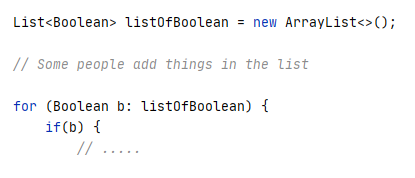 List<Boolean> listOfBoolean = new ArrayList<>();
// Some people add things in the list
for (Boolean b: listOfBoolean) {
if(b) {
// .....